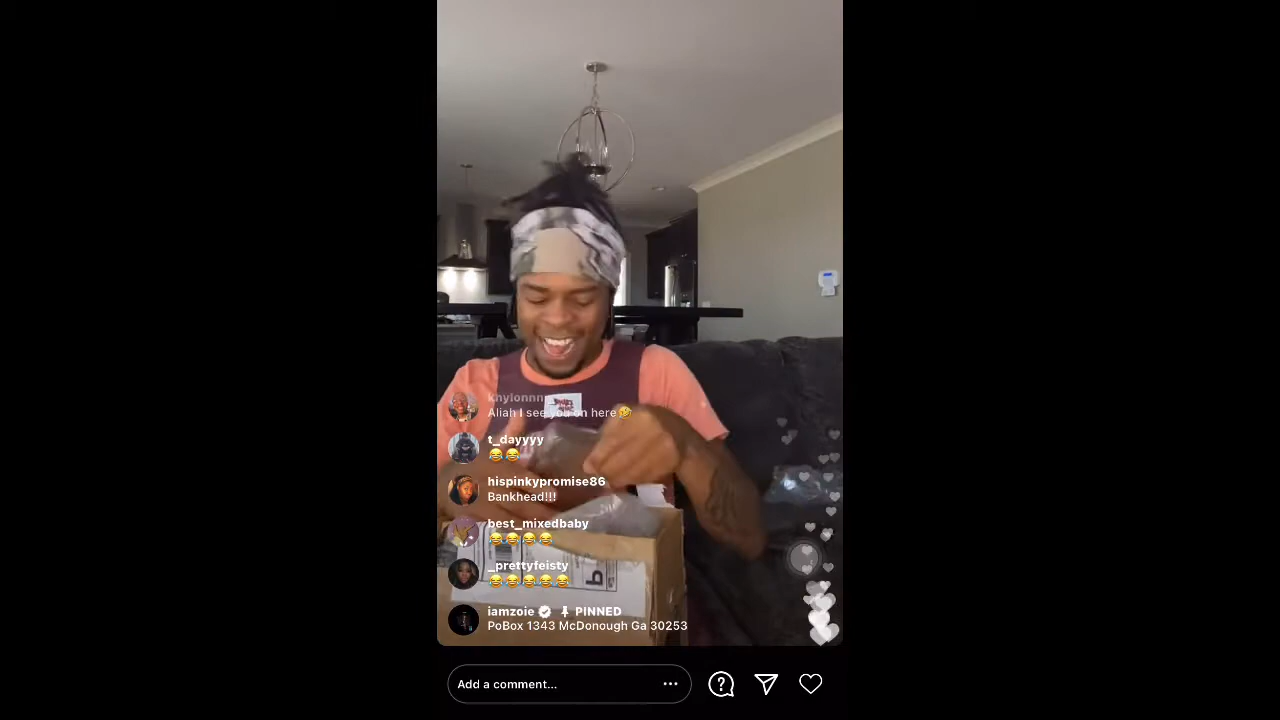 khylonnn
Aliah I see you on here🤣
t_dayyyy
😂😂
hispinkypromise86
Bankhead!!!
best_mixedbaby
😂😂😂😂
_prettyfeisty
😂😂😂😂😂
iamzoie PINNED
PoBox 1343 McDonough Ga 30253
Add a comment...